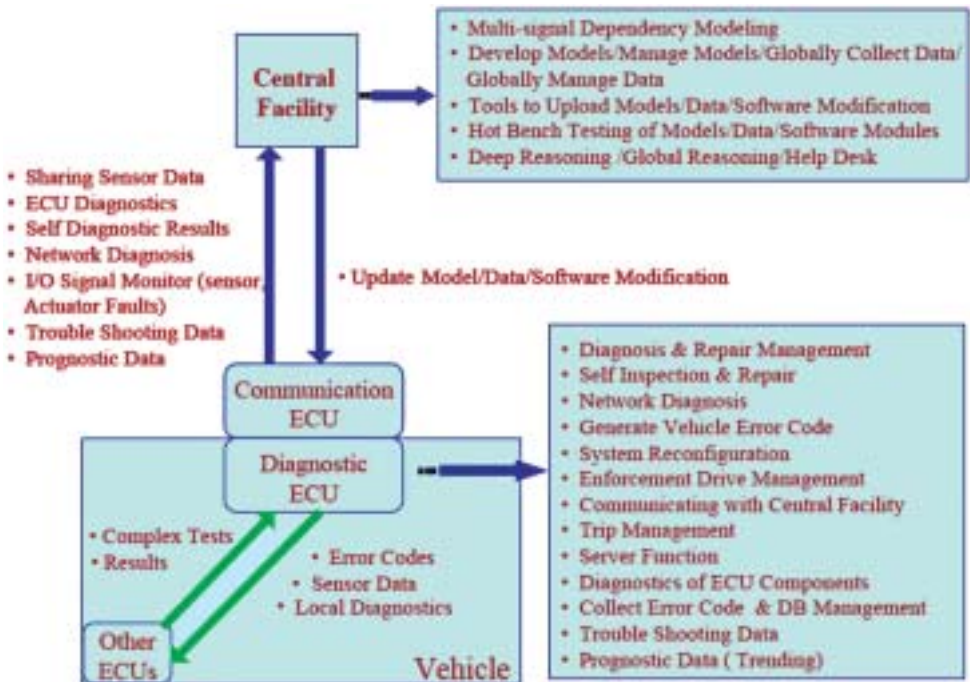 Central
Facility
• Multi-signal Dependency Modeling
• Develop Models/Manage Models/Globally Collect Data/
Globally Manage Data
• Tools to Upload Models/Data/Software Modification
• Hot Bench Testing of Models/Data/Software Modules
• Deep Reasoning /Global Reasoning/Help Desk
• Sharing Sensor Data
• ECU Diagnostics
• Self Diagnostic Results
• Network Diagnosis
• I/O Signal Monitor (sensor,
Actuator Faults)
• Trouble Shooting Data
• Prognostic Data
• Update Model/Data/Software Modification
Communication
ECU
Diagnostic
ECU
• Complex Tests
• Results
• Error Codes
• Sensor Data
• Local Diagnostics
Other
ECUs
Vehicle
• Diagnosis & Repair Management
• Self Inspection & Repair
• Network Diagnosis
• Generate Vehicle Error Code
• System Reconfiguration
• Enforcement Drive Management
• Communicating with Central Facility
• Trip Management
• Server Function
• Diagnostics of ECU Components
• Collect Error Code & DB Management
• Trouble Shooting Data
• Prognostic Data ( Trending)